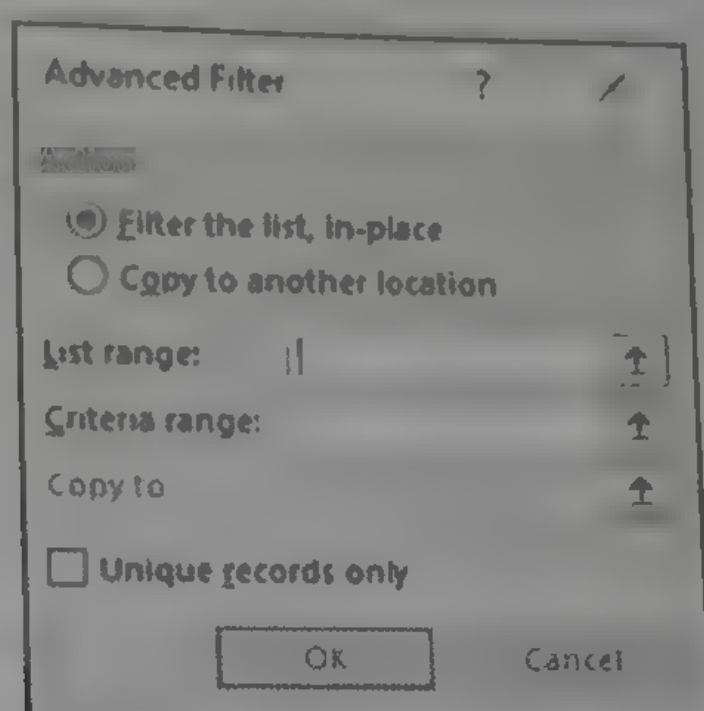 Advanced Filter ?
Action
Filter the list, in-place
Copy to another location
List range:
Criteria range:
Copy to
Unique records only
OK Cancel